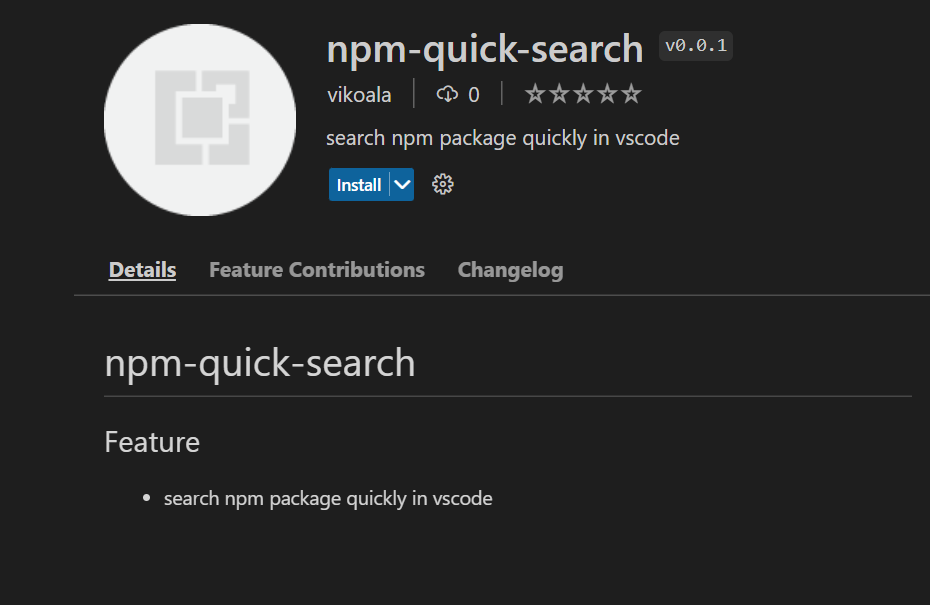 npm-quick-search v0.0.1
vikoala 0
search npm package quickly in vscode
Install
Details Feature Contributions Changelog
npm-quick-search
Feature
• search npm package quickly in vscode